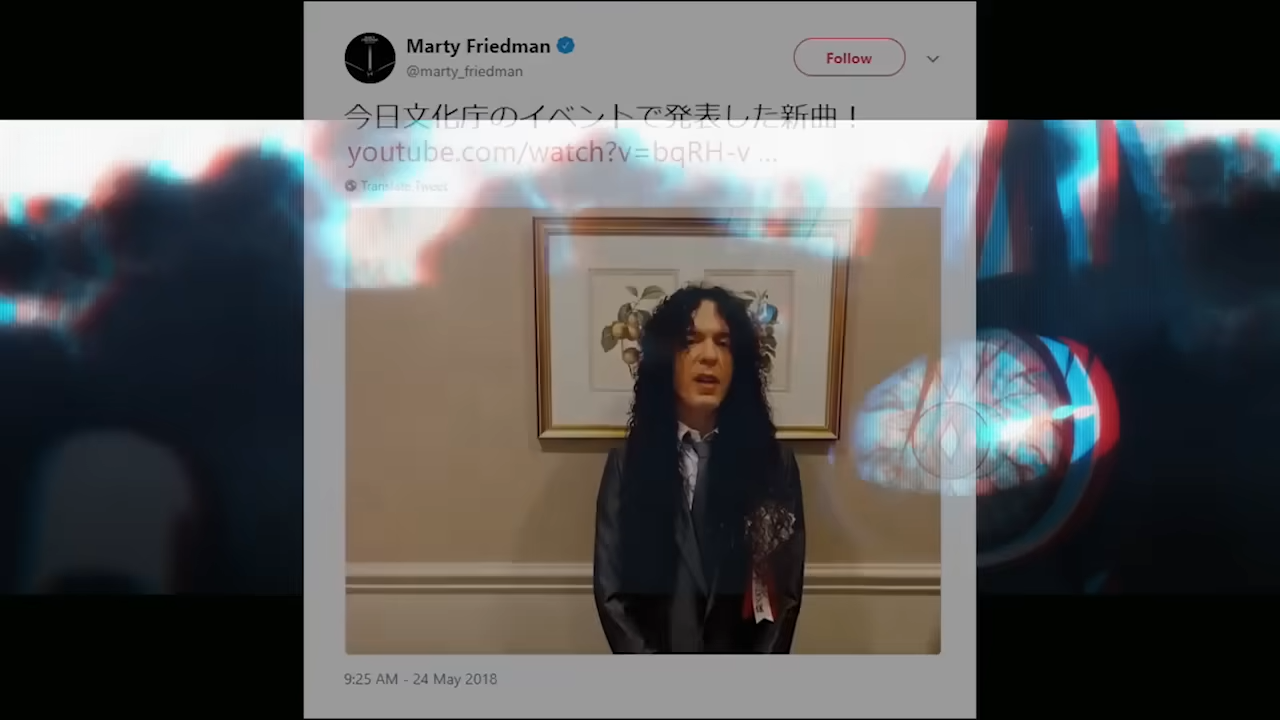 Marty Friedman
@marty_friedman
Follow
今日文化庁のイベントで発表した新曲！
youtube.com/watch?v=bqRH-v ...
Translate Tweet
9:25 AM - 24 May 2018